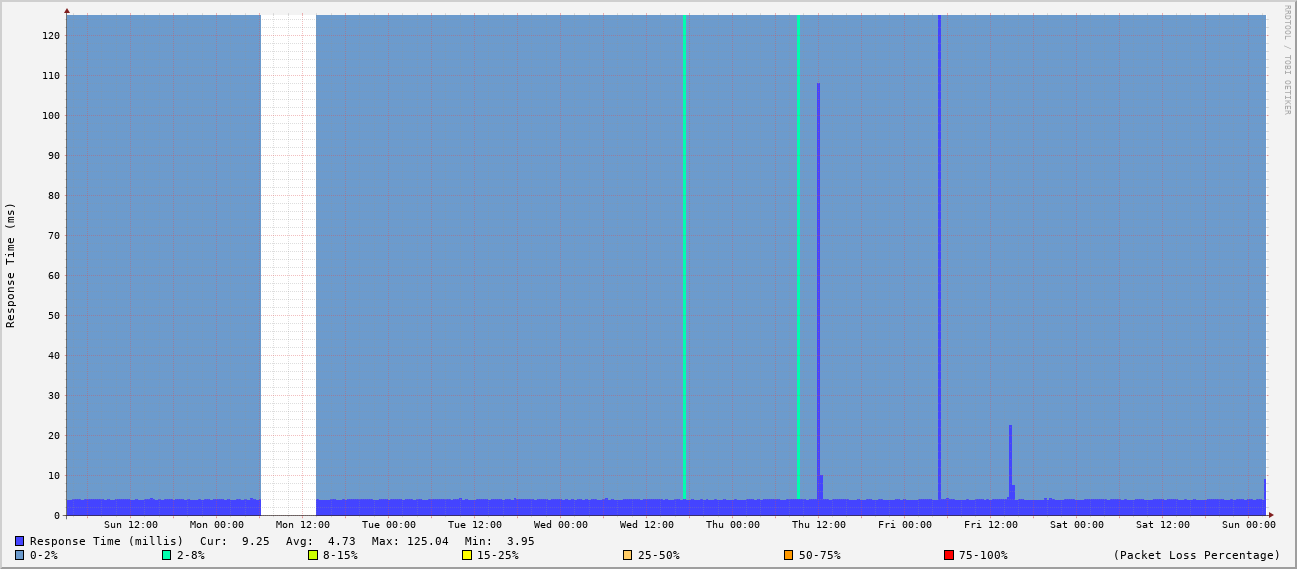 RRDTOOL / TOBI OETIKER
Response Time (ms)
120
110
100
90
80
70
60
50
40
30
20
10
0
Sun 12:00 Mon 00:00 Mon 12:00 Tue 00:00 Tue 12:00 Wed 00:00 Wed 12:00 Thu 00:00 Thu 12:00 Fri 00:00 Fri 12:00 Sat 00:00 Sat 12:00 Sun 00:00
Response Time (millis) Cur: 9.25 Avg: 4.73 Max: 125.04 Min: 3.95
0-2% 2-8% 8-15% 15-25% 25-50% 50-75% 75-100% (Packet Loss Percentage)